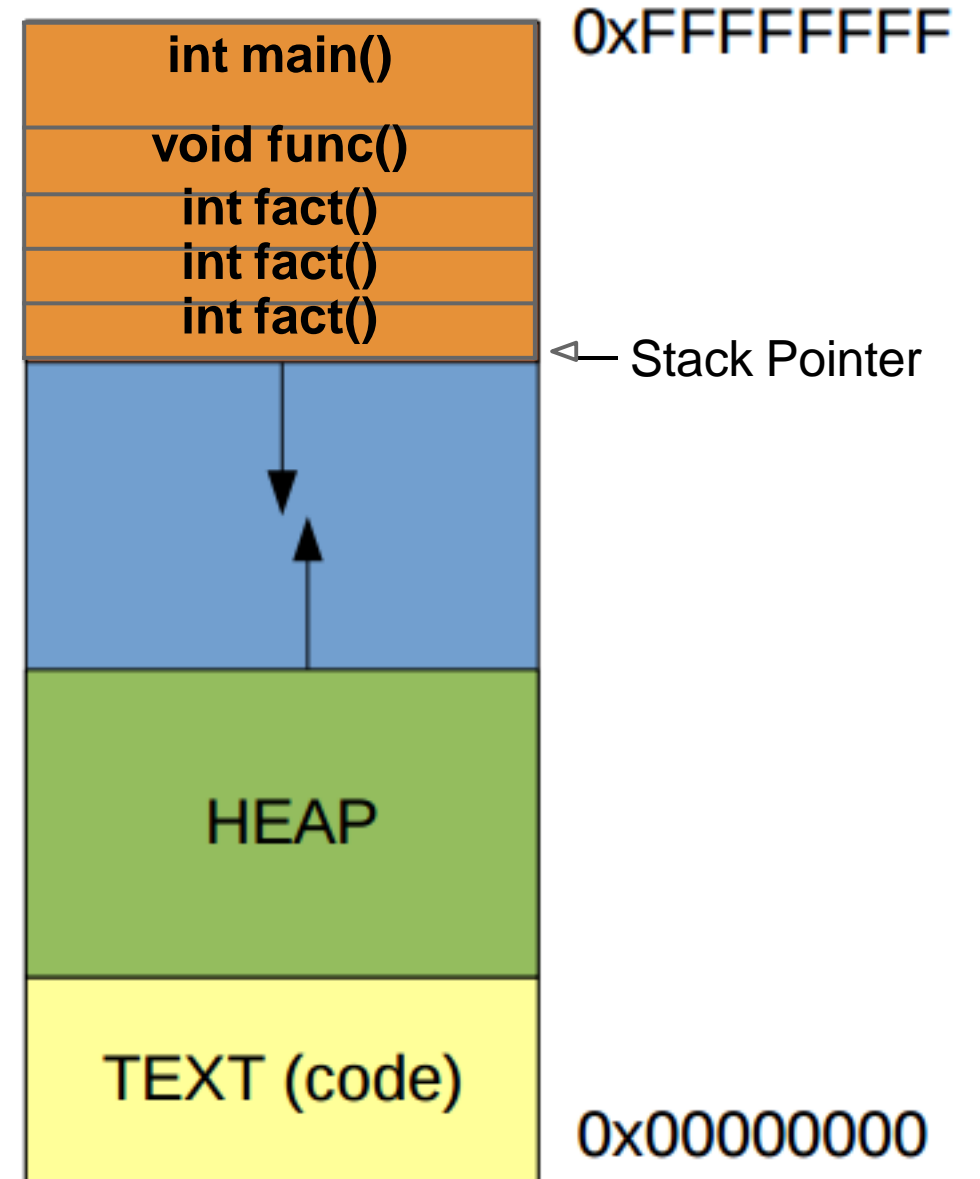 0xFFFFFFFF
int main()
void func()
int fact()
int fact()
int fact()
Stack Pointer
HEAP
TEXT (code)
0x00000000